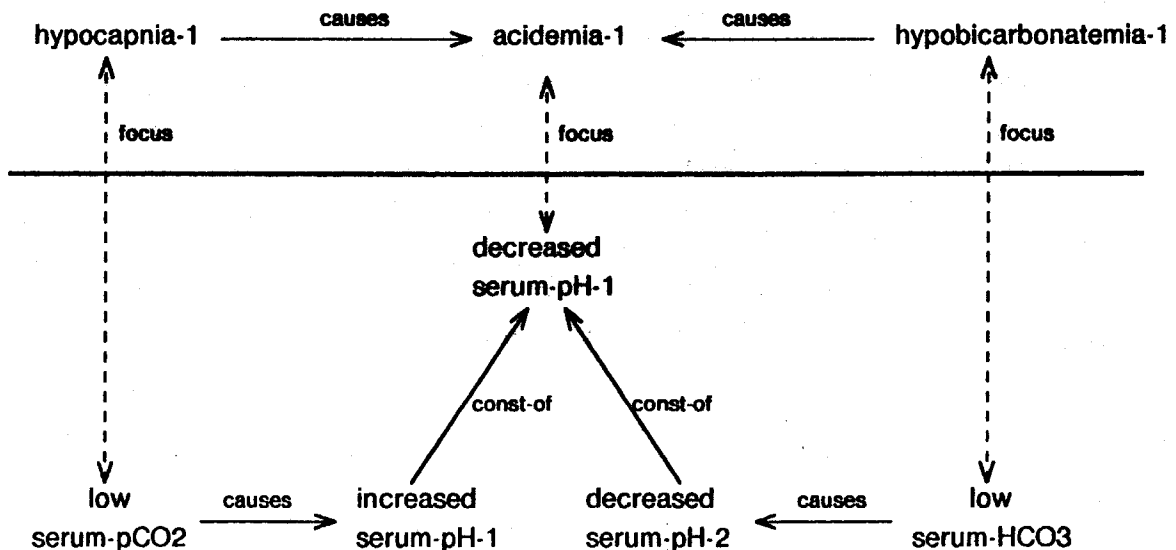 causes
causes
hypocapnia-1
acidemia-1
hypobicarbonatemia-1
focus
focus
focus
decreased
serum-pH-1
const-of
const-of
low
serum-pCO2
causes
increased
serum-pH-1
decreased
serum-pH-2
causes
low
serum-HCO3